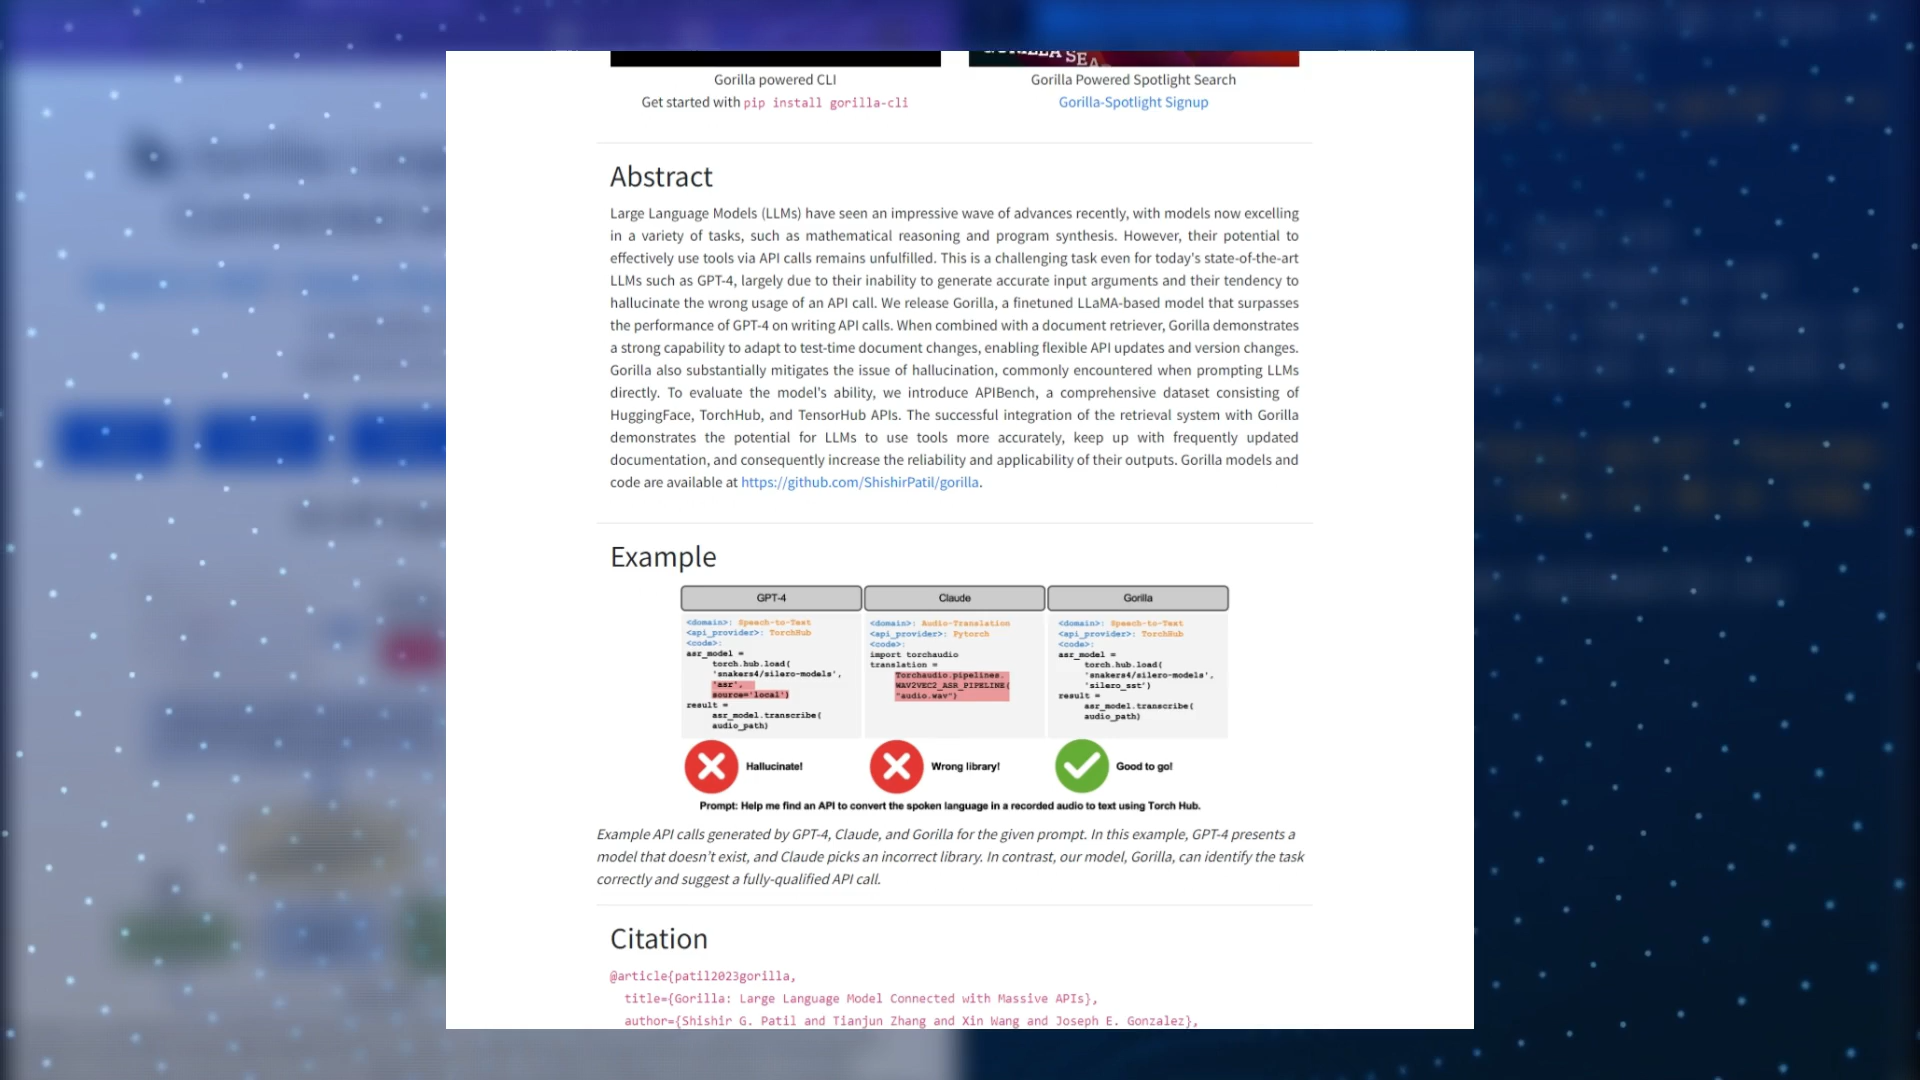 GORILLA SEA
Gorilla powered CLI
Get started with pip install gorilla-cli
Gorilla Powered Spotlight Search
Gorilla-Spotlight Signup
Abstract
Large Language Models (LLMs) have seen an impressive wave of advances recently, with models now excelling
in a variety of tasks, such as mathematical reasoning and program synthesis. However, their potential to
effectively use tools via API calls remains unfulfilled. This is a challenging task even for today's state-of-the-art
LLMs such as GPT-4, largely due to their inability to generate accurate input arguments and their tendency to
hallucinate the wrong usage of an API call. We release Gorilla, a finetuned LLaMA-based model that surpasses
the performance of GPT-4 on writing API calls. When combined with a document retriever, Gorilla demonstrates
a strong capability to adapt to test-time document changes, enabling flexible API updates and version changes.
Gorilla also substantially mitigates the issue of hallucination, commonly encountered when prompting LLMs
directly. To evaluate the model's ability, we introduce APIBench, a comprehensive dataset consisting of
HuggingFace, TorchHub, and TensorHub APIs. The successful integration of the retrieval system with Gorilla
demonstrates the potential for LLMs to use tools more accurately, keep up with frequently updated
documentation, and consequently increase the reliability and applicability of their outputs. Gorilla models and
code are available at https://github.com/ShishirPatil/gorilla.
Example
GPT-4
<domain>: Speech-to-Text
<api_provider>: TorchHub
<code>:
asr_model =
torch.hub.load(
'snakers4/silero-models',
'asr',
source='local')
result =
asr_model.transcribe(
audio_path)
Hallucinate!
Claude
<domain>: Audio-Translation
<api_provider>: Pytorch
<code>:
import torchaudio
translation =
Torchaudio.pipelines.
WAV2VEC2_ASR_PIPELINE(
"audio.wav")
Wrong library!
Gorilla
<domain>: Speech-to-Text
<api_provider>: TorchHub
<code>:
asr_model =
torch.hub.load(
'snakers4/silero-models',
'silero_sst')
result =
asr_model.transcribe(
audio_path)
Good to go!
Prompt: Help me find an API to convert the spoken language in a recorded audio to text using Torch Hub.
Example API calls generated by GPT-4, Claude, and Gorilla for the given prompt. In this example, GPT-4 presents a
model that doesn't exist, and Claude picks an incorrect library. In contrast, our model, Gorilla, can identify the task
correctly and suggest a fully-qualified API call.
Citation
@article{patil2023gorilla,
title={Gorilla: Large Language Model Connected with Massive APIs},
author={Shishir G. Patil and Tianjun Zhang and Xin Wang and Joseph E. Gonzalez},